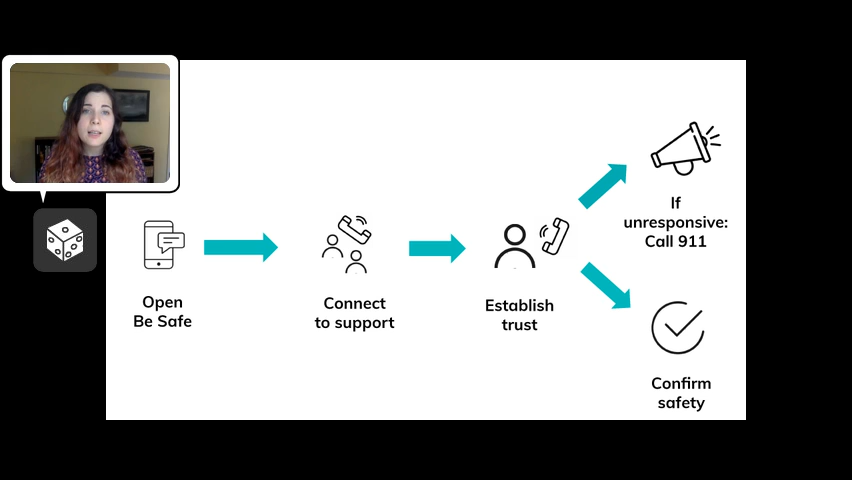 Open
Be Safe
Connect
to support
Establish
trust
If
unresponsive:
Call 911
Confirm
safety